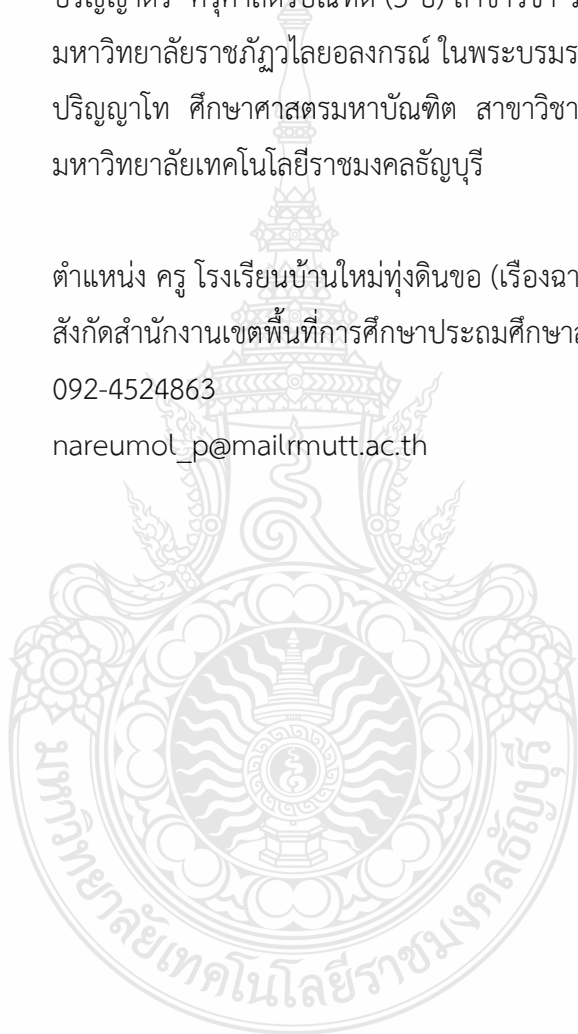 มหาวิทยาลัยราชภัฏวไลยอลงกรณ์ ในพระบรมร
ปริญญาโท ศึกษาศาสตรมหาบัณฑิต สาขาวิชา
มหาวิทยาลัยเทคโนโลยีราชมงคลธัญบุรี
ตำแหน่ง ครู โรงเรียนบ้านใหม่ทุ่งดินขอ (เรืองฉา
สังกัดสำนักงานเขตพื้นที่การศึกษาประถมศึกษาส
092-4524863
nareumol_p@mailrmutt.ac.th
มหาวิทยาลัยเทคโนโลยีราชมงคลธัญบุรี